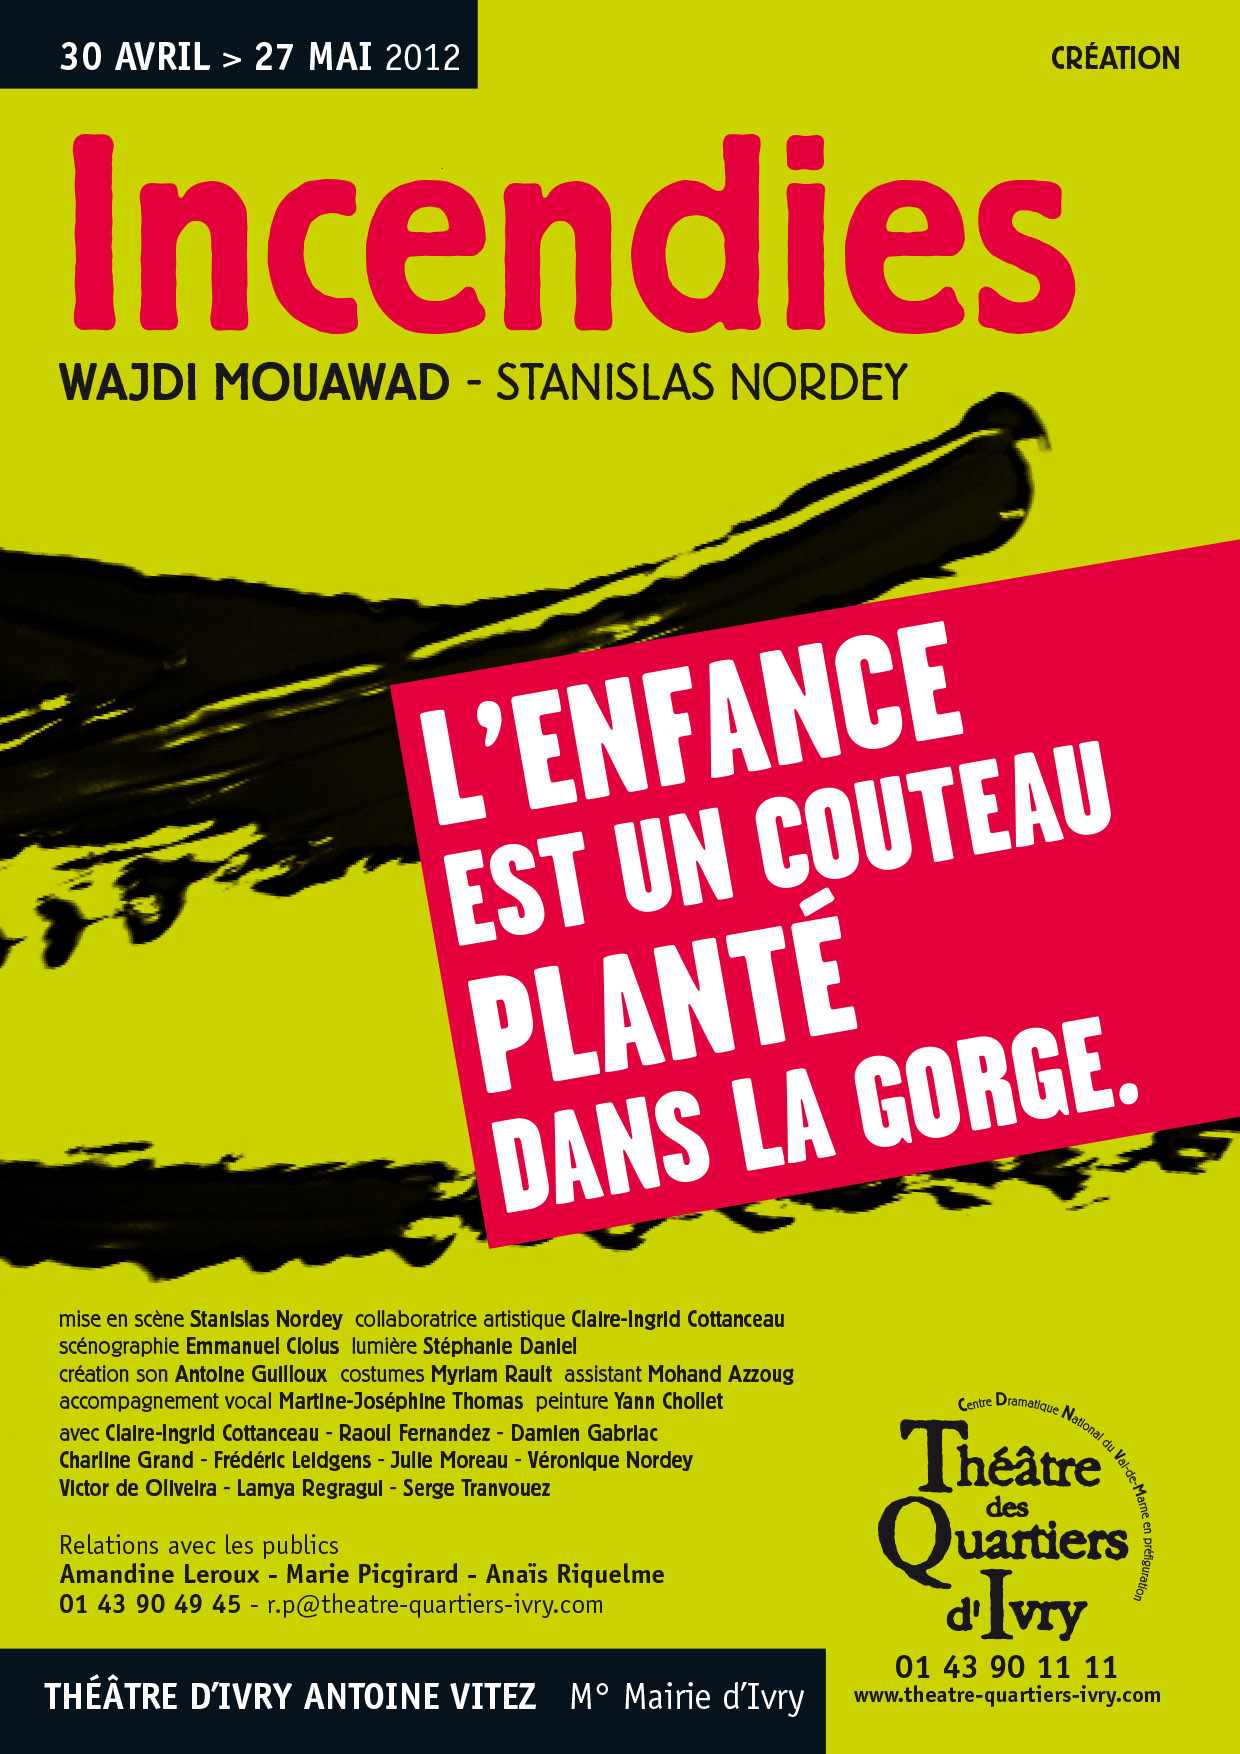 30 AVRIL > 27 MAI 2012
CRÉATION
Incendies
WAJDI MOUAWAD - STANISLAS NORDEY
L'ENFANCE
EST UN COUTEAU
PLANTÉ
DANS LA GORGE.
mise en scène Stanislas Nordey collaboratrice artistique Claire-Ingrid Cottanceau
scénographie Emmanuel Clolus lumière Stéphanie Daniel
création son Antoine Guilloux costumes Myriam Rault assistant Mohand Azzoug
accompagnement vocal Martine-Joséphine Thomas peinture Yann Chollet
avec Claire-Ingrid Cottanceau - Raoul Fernandez - Damien Gabriac
Charline Grand - Frédéric Leidgens - Julie Moreau - Véronique Nordey
Victor de Oliveira - Lamya Regragui - Serge Tranvouez
Relations avec les publics
Amandine Leroux - Marie Picgirard - Anaïs Riquelme
01 43 90 49 45 - r.p@theatre-quartiers-ivry.com
Centre Dramatique National du Val-de-Marne en préfiguration
Théâtre
des
Quartiers
d'Ivry
01 43 90 11 11
www.theatre-quartiers-ivry.com
THÉÂTRE D'IVRY ANTOINE VITEZ M° Mairie d'Ivry